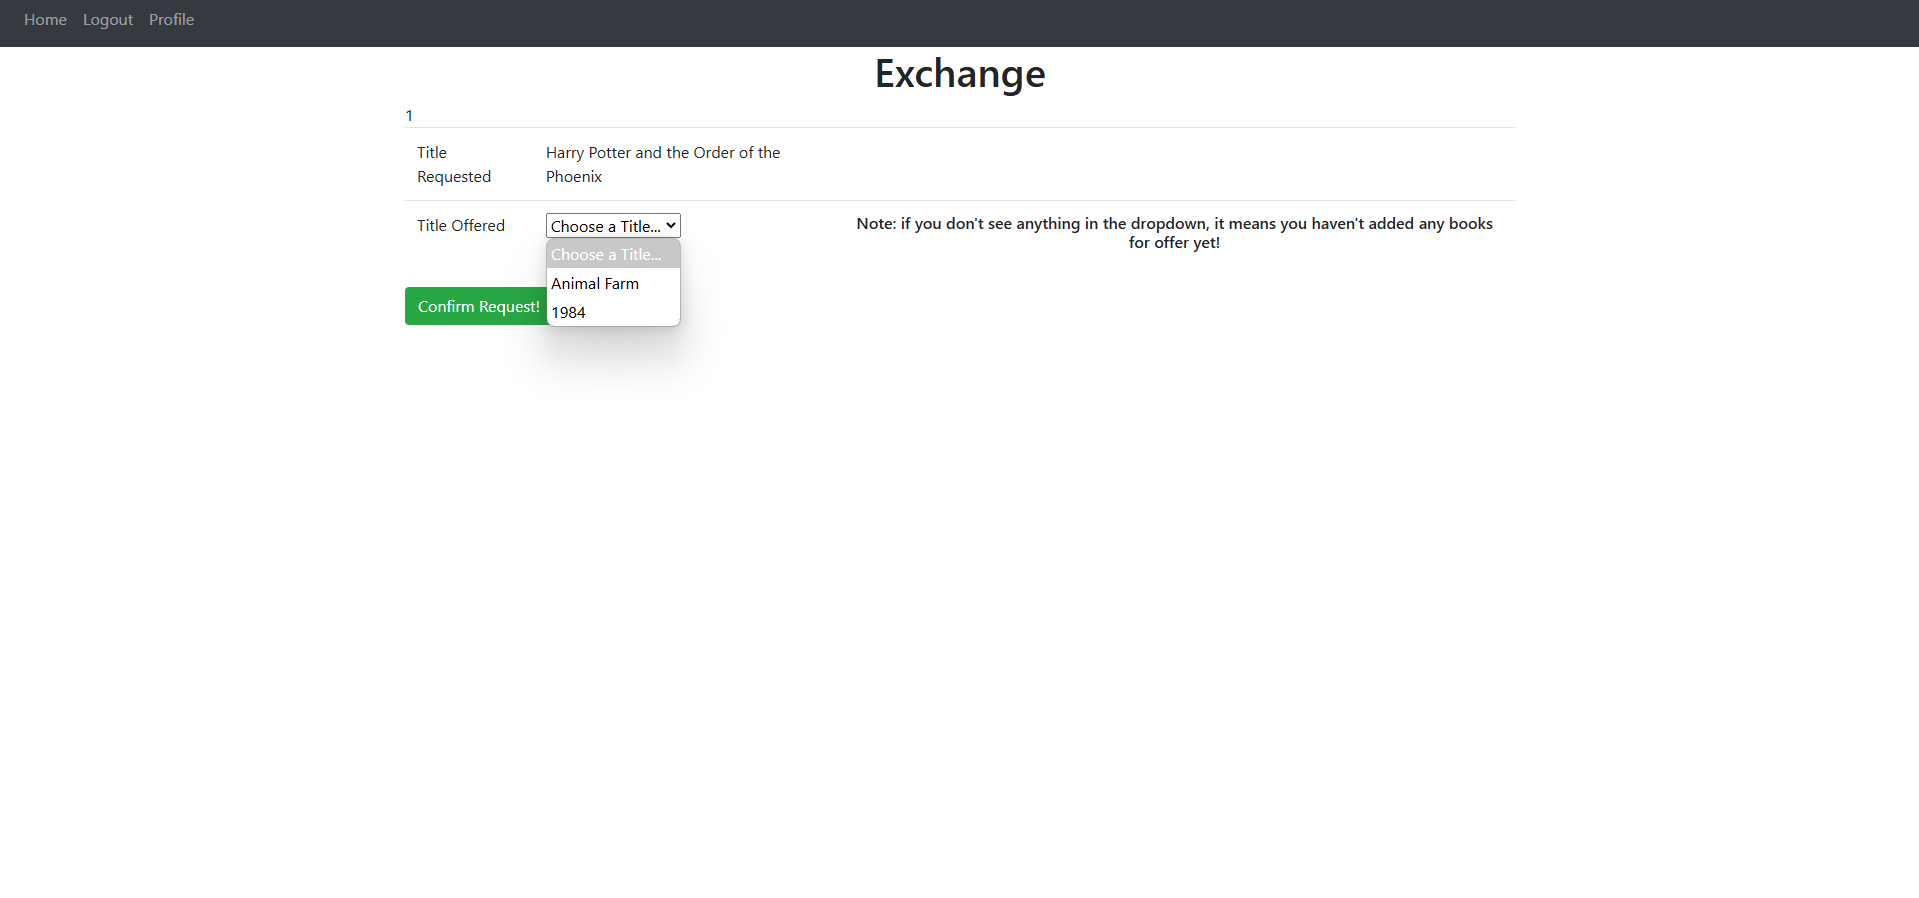 Home Logout Profile
Exchange
1
Title Requested
Harry Potter and the Order of the
Phoenix
Title Offered
Choose a Title...
Note: if you don't see anything in the dropdown, it means you haven't added any books
for offer yet!
Choose a Title...
Animal Farm
1984
Confirm Request!